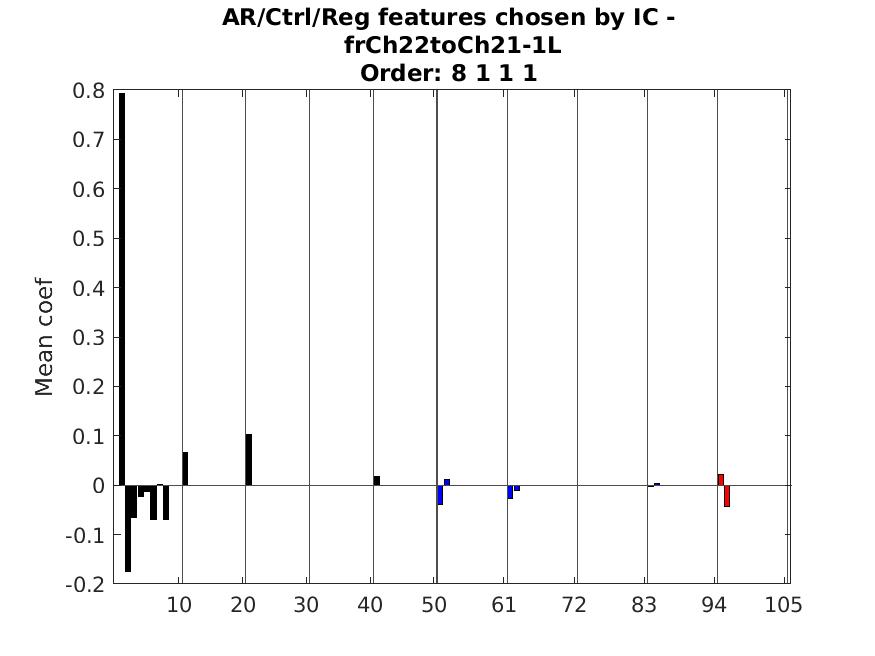 AR/Ctrl/Reg features chosen by IC -
frCh22toCh21-1L
Order: 8 1 1 1
Mean coef
0.8
0.7
0.6
0.5
0.4
0.3
0.2
0.1
0
-0.1
-0.2
10 20 30 40 50 61 72 83 94 105